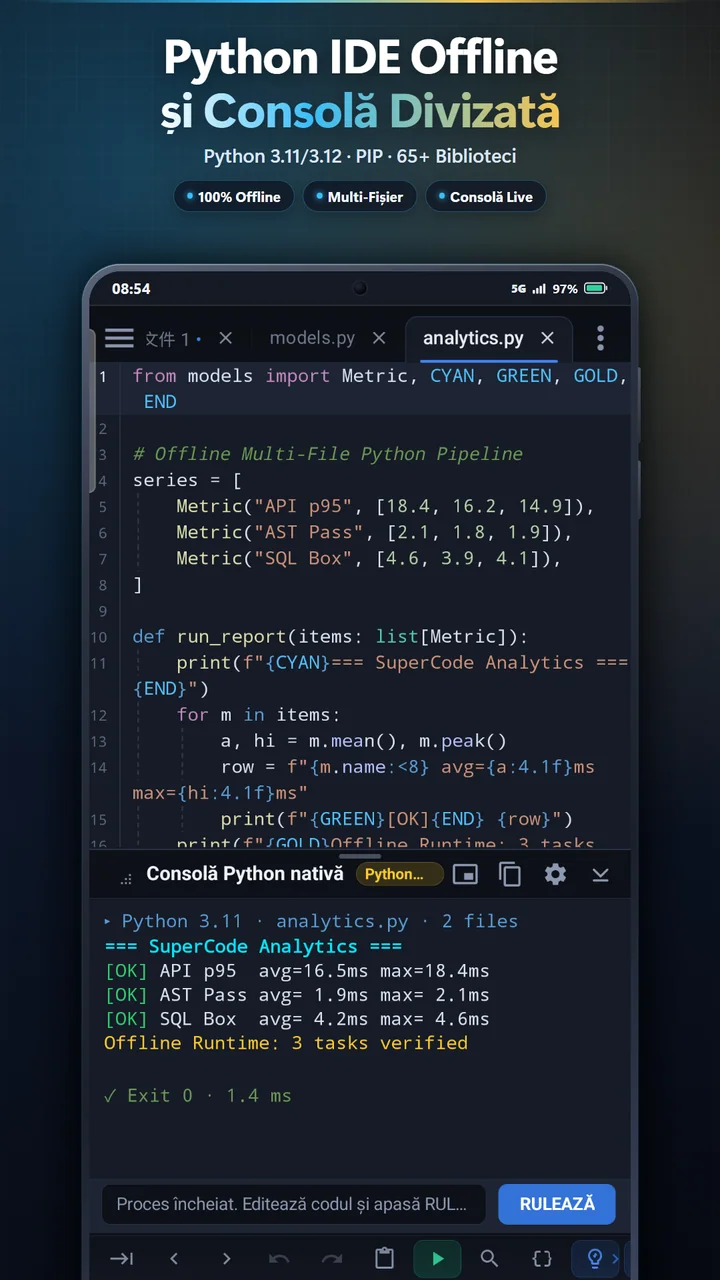 Python IDE Offline
și Consolă Divizată
Python 3.11/3.12 · PIP · 65+ Biblioteci
100% Offline
Multi-Fișier
Consolă Live
08:54
5G 97%
文件 1 •
models.py
analytics.py
1 from models import Metric, CYAN, GREEN, GOLD,
END
2
3 # Offline Multi-File Python Pipeline
4 series = [
5 Metric("API p95", [18.4, 16.2, 14.9]),
6 Metric("AST Pass", [2.1, 1.8, 1.9]),
7 Metric("SQL Box", [4.6, 3.9, 4.1]),
8 ]
9
10 def run_report(items: list[Metric]):
11 print(f"{CYAN}=== SuperCode Analytics ===
{END}")
12 for m in items:
13 a, hi = m.mean(), m.peak()
14 row = f"{m.name:<8} avg={a:4.1f}ms
max={hi:4.1f}ms"
15 print(f"{GREEN}[OK]{END} {row}")
16 print(f"{GOLD}Offline Runtime: 3 tasks
Consolă Python nativă
Python...
▸ Python 3.11 · analytics.py · 2 files
=== SuperCode Analytics ===
[OK] API p95 avg=16.5ms max=18.4ms
[OK] AST Pass avg= 1.9ms max= 2.1ms
[OK] SQL Box avg= 4.2ms max= 4.6ms
Offline Runtime: 3 tasks verified
✓ Exit 0 · 1.4 ms
Proces încheiat. Editează codul și apasă RUL...
RULEAZĂ